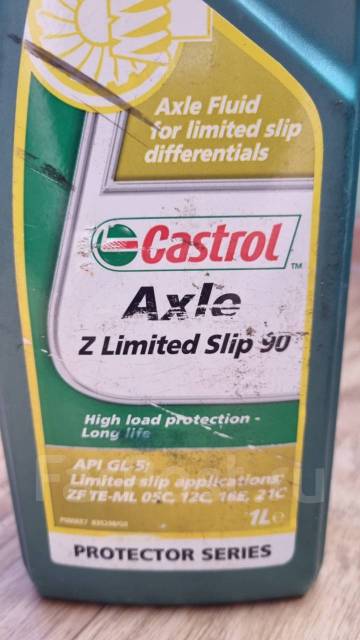 Axle Fluid
for limited slip
differentials
Castrol
TM
Axle
Z Limited Slip 90
High load protection -
Long life
API GL-5;
Limited slip applications:
ZF TE-ML 05C, 12C, 16E, 21C
1L e
PROTECTOR SERIES